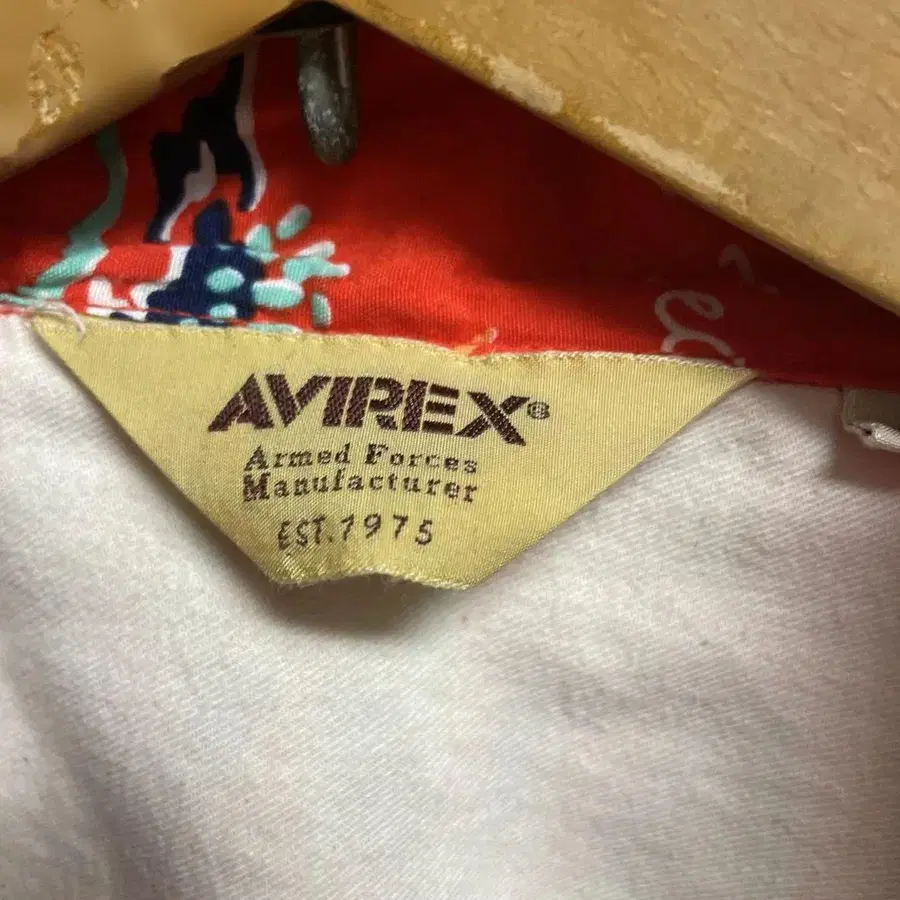 AVIREX®
Armed Forces
Manufacturer
EST.1975